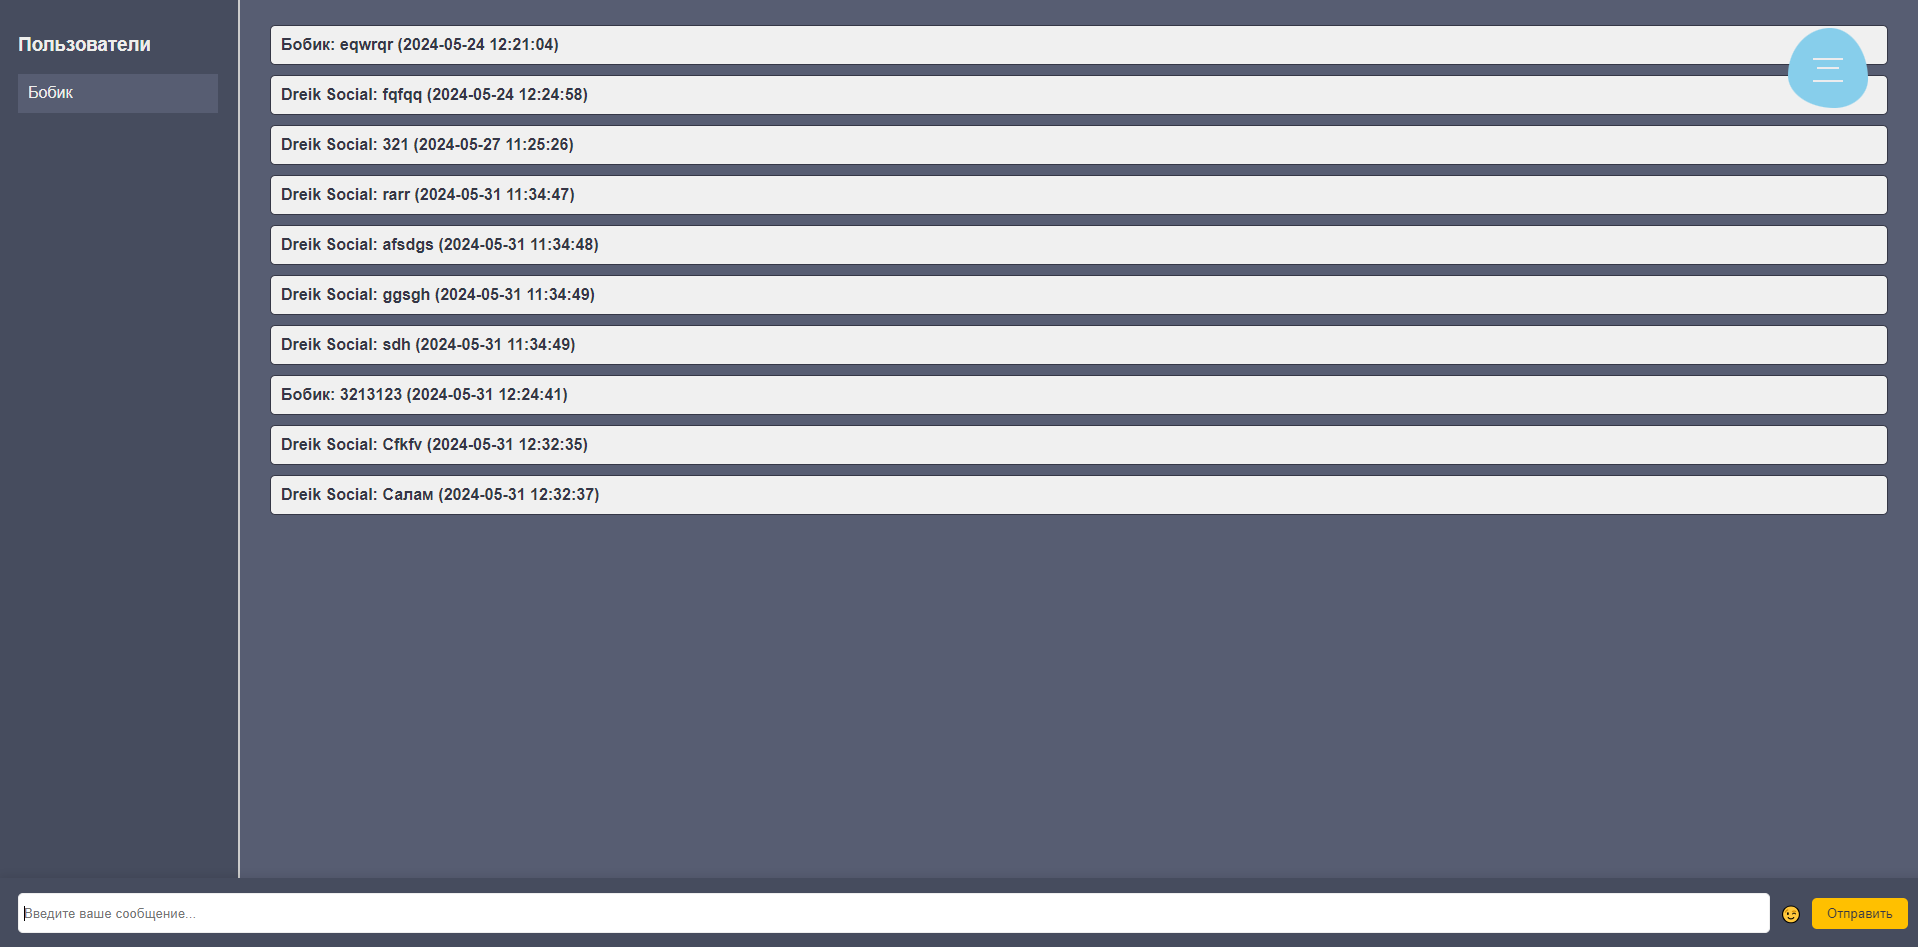 Пользователи
Бобик
Бобик: eqwrqr (2024-05-24 12:21:04)
Dreik Social: fqfqq (2024-05-24 12:24:58)
Dreik Social: 321 (2024-05-27 11:25:26)
Dreik Social: rarr (2024-05-31 11:34:47)
Dreik Social: afsdgs (2024-05-31 11:34:48)
Dreik Social: ggsgh (2024-05-31 11:34:49)
Dreik Social: sdh (2024-05-31 11:34:49)
Бобик: 3213123 (2024-05-31 12:24:41)
Dreik Social: Cfkfv (2024-05-31 12:32:35)
Dreik Social: Салам (2024-05-31 12:32:37)
Введите ваше сообщение...
Отправить